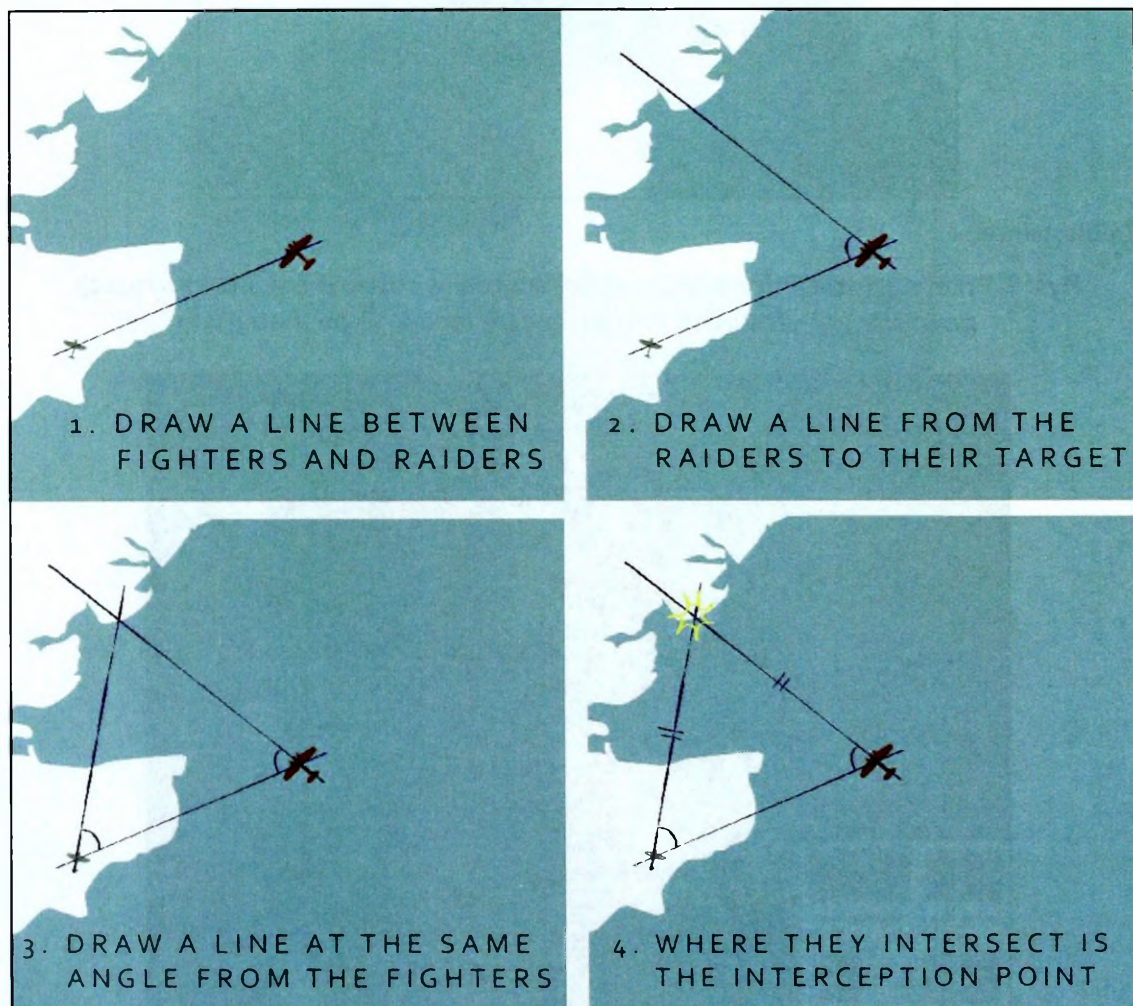 1. DRAW A LINE BETWEEN
FIGHTERS AND RAIDERS
2. DRAW A LINE FROM THE
RAIDERS TO THEIR TARGET
3. DRAW A LINE AT THE SAME
ANGLE FROM THE FIGHTERS
4. WHERE THEY INTERSECT IS
THE INTERCEPTION POINT